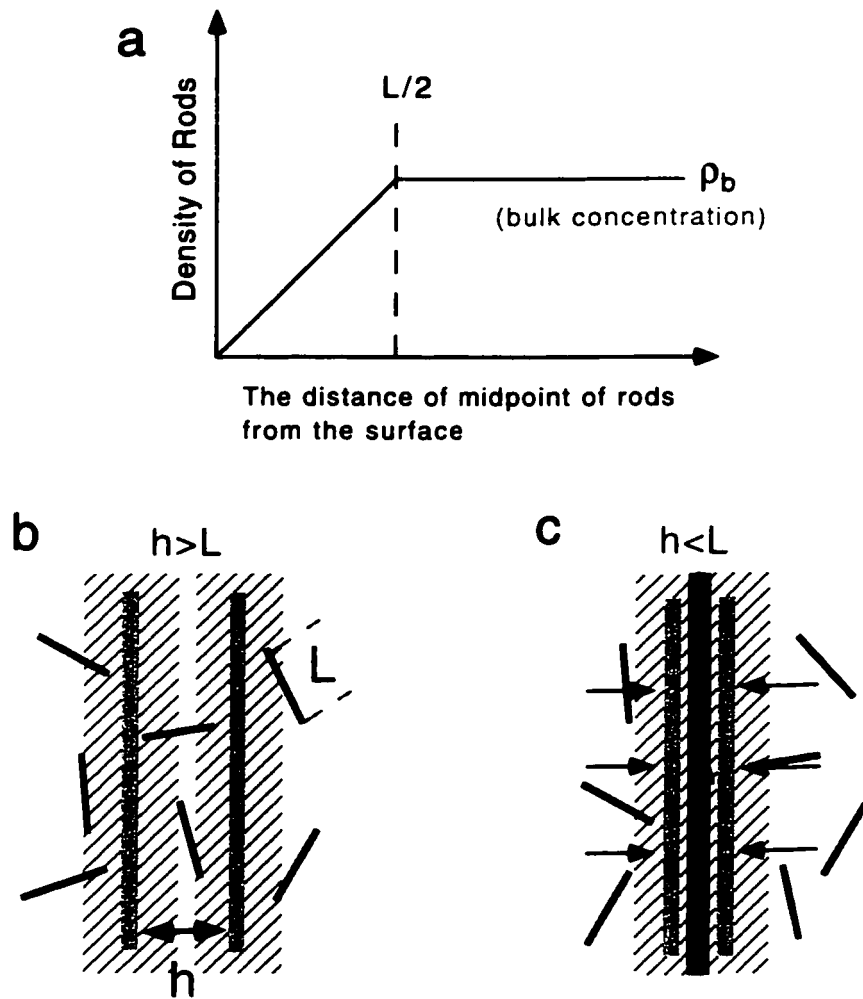 a
L/2
Density of Rods
ρb
(bulk concentration)
The distance of midpoint of rods
from the surface
b
h>L
L
h
c
h<L